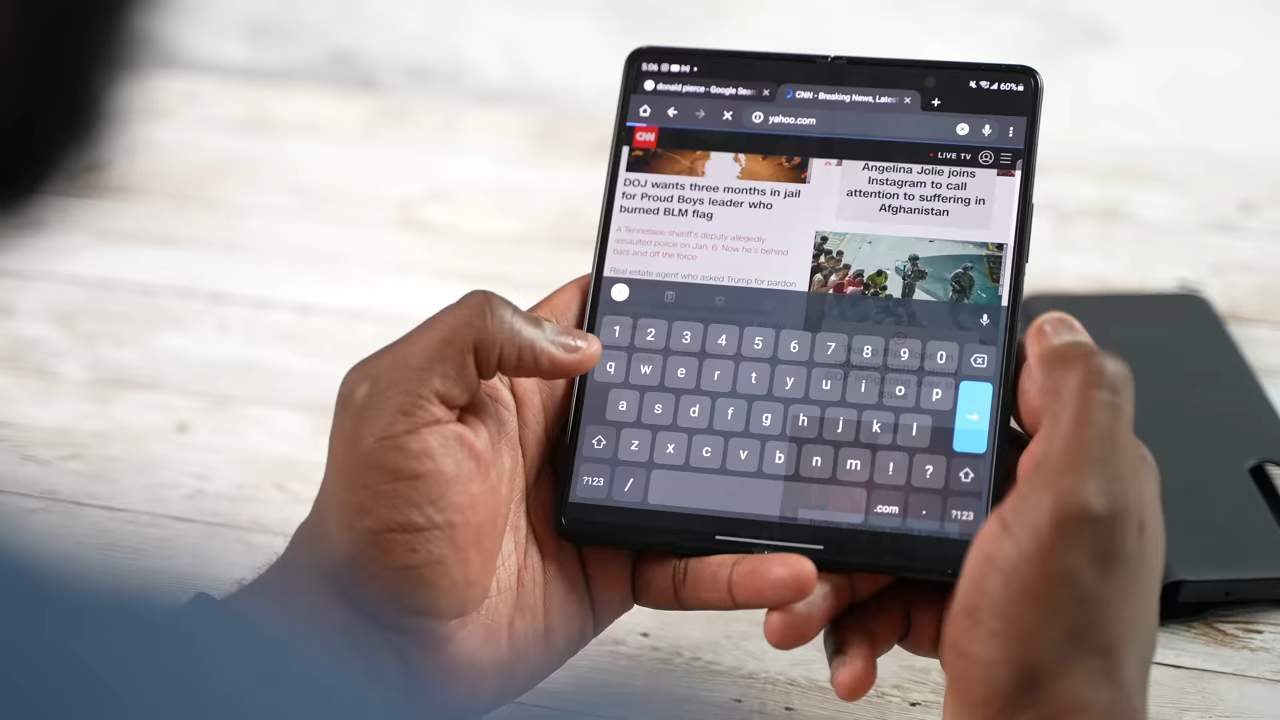 5:06
60%
donald pierce - Google Sear
CNN - Breaking News, Latest
yahoo.com
CNN
LIVE TV
DOJ wants three months in jail
for Proud Boys leader who
burned BLM flag
A Tennessee sheriff's deputy allegedly
assaulted police on Jan. 6. Now he's behind
bars and off the force
Real estate agent who asked Trump for pardon
Angelina Jolie joins
Instagram to call
attention to suffering in
Afghanistan
1 2 3 4 5 6 7 8 9 0
q w e r t y u i o p
a s d f g h j k l
z x c v b n m ! ?
?123 / .com . ?123